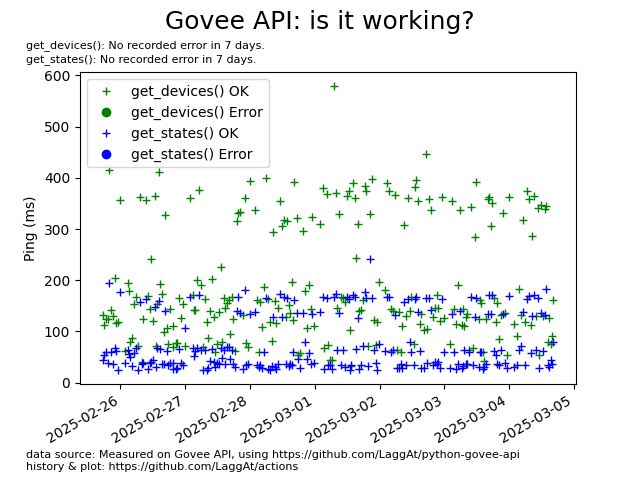 Govee API: is it working?
get_devices(): No recorded error in 7 days.
get_states(): No recorded error in 7 days.
get_devices() OK
get_devices() Error
get_states() OK
get_states() Error
Ping (ms)
600
500
400
300
200
100
0
2025-02-26
2025-02-27
2025-02-28
2025-03-01
2025-03-02
2025-03-03
2025-03-04
2025-03-05
data source: Measured on Govee API, using https://github.com/LaggAt/python-govee-api
history & plot: https://github.com/LaggAt/actions